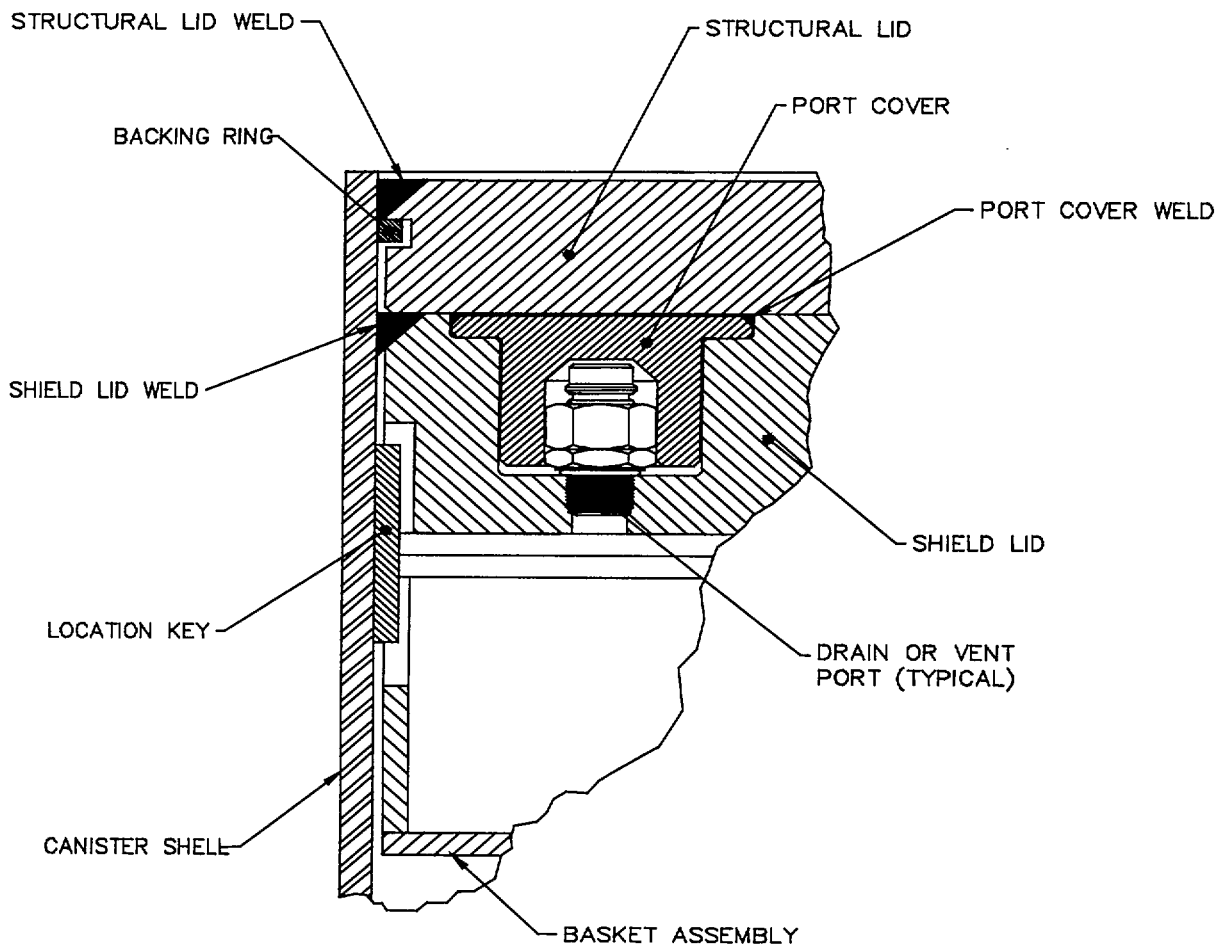 STRUCTURAL LID WELD
STRUCTURAL LID
PORT COVER
BACKING RING
PORT COVER WELD
SHIELD LID WELD
SHIELD LID
LOCATION KEY
DRAIN OR VENT
PORT (TYPICAL)
CANISTER SHELL
BASKET ASSEMBLY